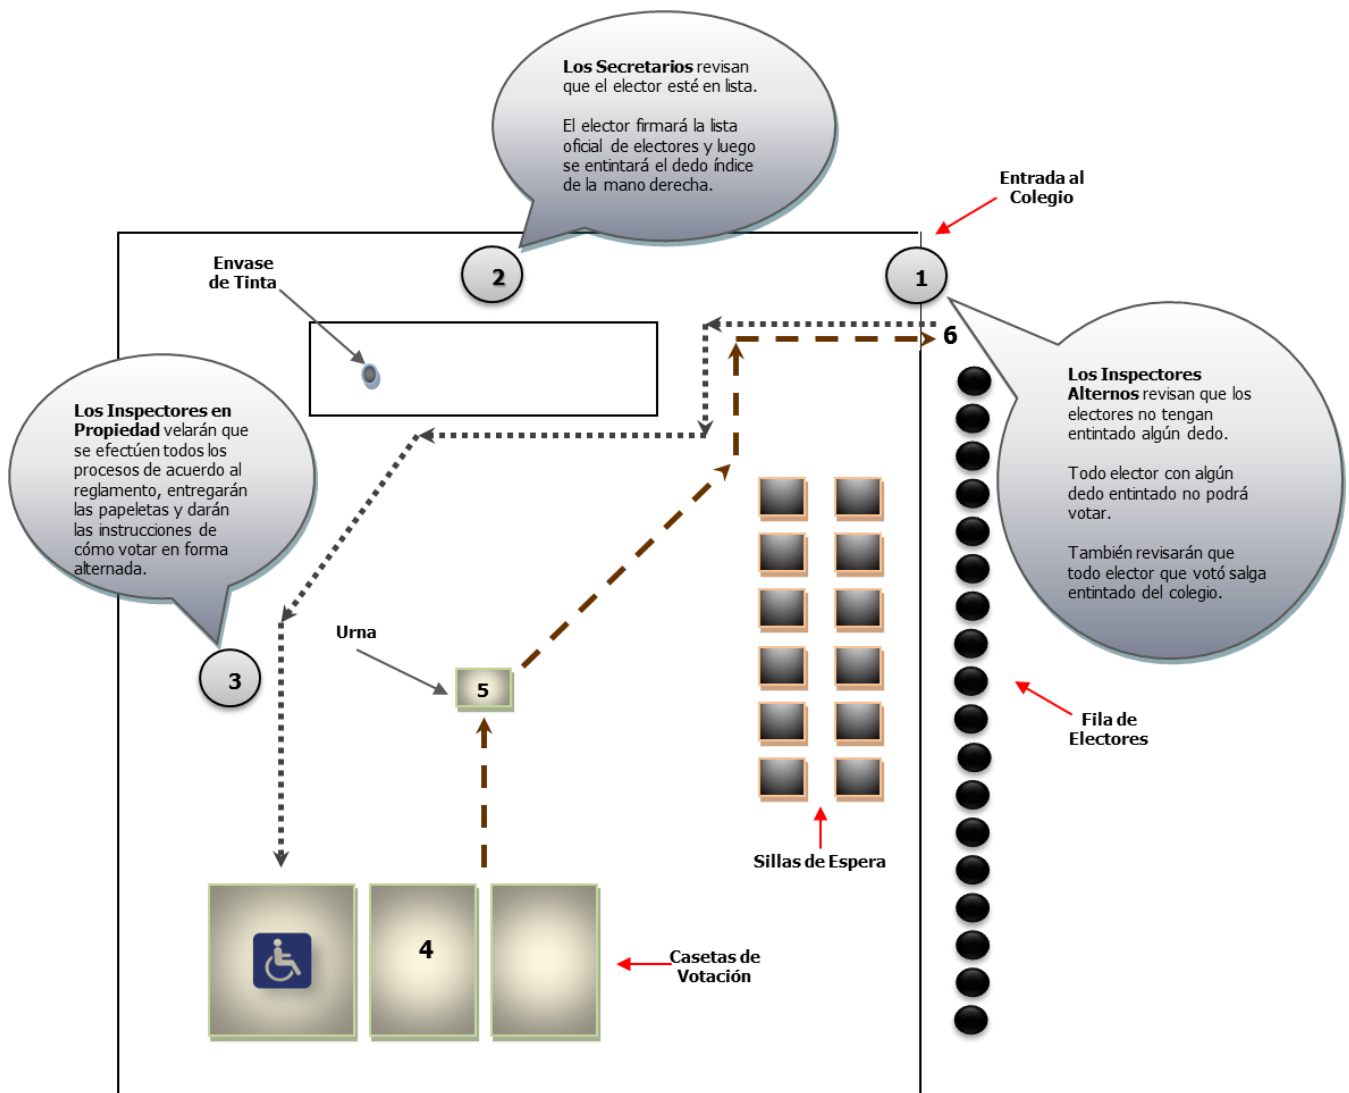 Los Secretarios revisan
que el elector esté en lista.
El elector firmará la lista
oficial de electores y luego
se entintará el dedo índice
de la mano derecha.
Entrada al
Colegio
Envase
de Tinta
2
1
6
Los Inspectores
Alternos revisan que los
electores no tengan
entintado algún dedo.
Todo elector con algún
dedo entintado no podrá
votar.
También revisarán que
todo elector que votó salga
entintado del colegio.
Los Inspectores en
Propiedad velarán que
se efectúen todos los
procesos de acuerdo al
reglamento, entregarán
las papeletas y darán
las instrucciones de
cómo votar en forma
alternada.
Urna
3
5
Fila de
Electores
Sillas de Espera
4
Casetas de
Votación